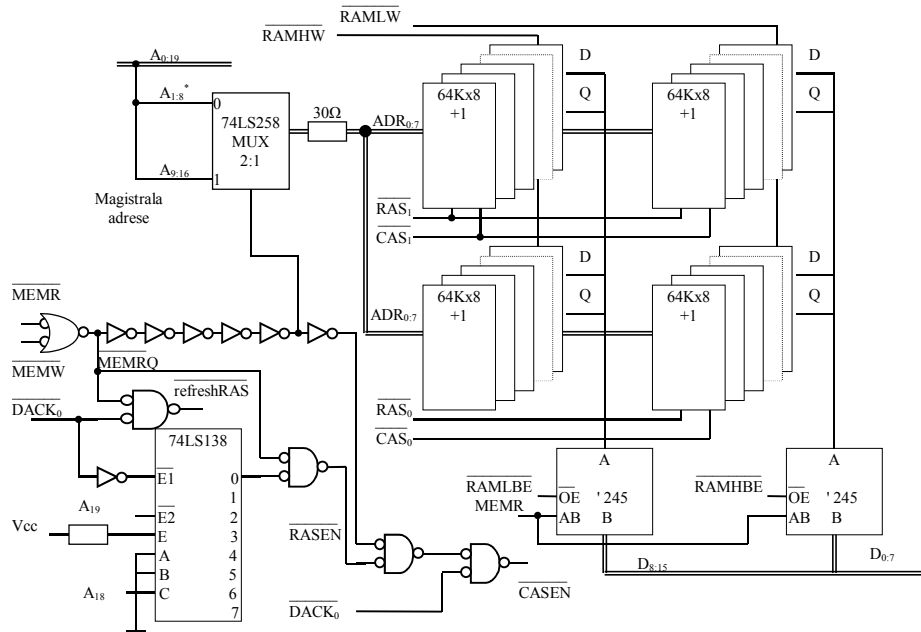 RAMLW
RAMHW
A0:19
A1:8*
0
74LS258
MUX
2:1
30Ω
ADR0:7
A9:16
1
Magistrala
adrese
64Kx8
+1
64Kx8
+1
D
Q
D
Q
RAS1
CAS1
64Kx8
+1
64Kx8
+1
D
Q
D
Q
ADR0:7
MEMR
MEMW
MEMRQ
refreshRAS
DACK0
RAS0
CAS0
74LS138
E1
E2
E
A
B
C
0
1
2
3
4
5
6
7
A19
Vcc
A18
RASEN
DACK0
CASEN
RAMLBE
MEMR
A
OE
'245
AB
B
RAMHBE
A
OE
'245
AB
B
D8:15
D0:7